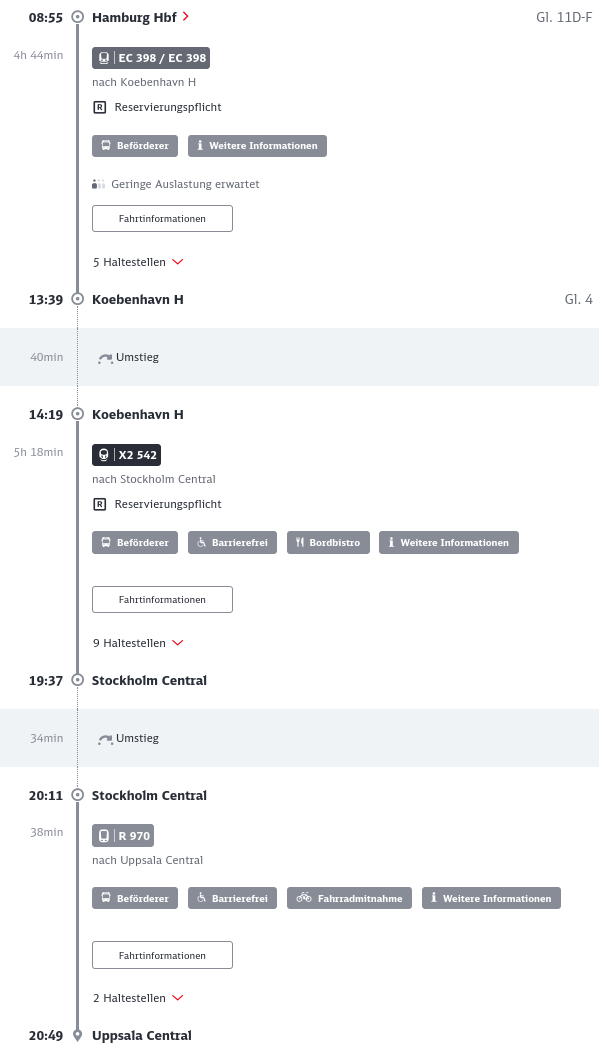 08:55 Hamburg Hbf Gl. 11D-F
4h 44min EC 398 / EC 398
nach Koebenhavn H
R Reservierungspflicht
Beförderer Weitere Informationen
Geringe Auslastung erwartet
Fahrtinformationen
5 Haltestellen
13:39 Koebenhavn H Gl. 4
40min Umstieg
14:19 Koebenhavn H
5h 18min X2 542
nach Stockholm Central
R Reservierungspflicht
Beförderer Barrierefrei Bordbistro Weitere Informationen
Fahrtinformationen
9 Haltestellen
19:37 Stockholm Central
34min Umstieg
20:11 Stockholm Central
38min R 970
nach Uppsala Central
Beförderer Barrierefrei Fahrradmitnahme Weitere Informationen
Fahrtinformationen
2 Haltestellen
20:49 Uppsala Central